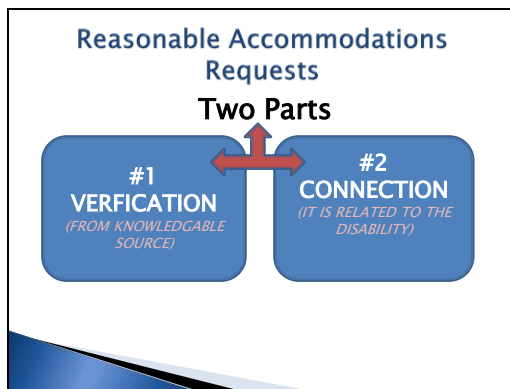 Reasonable Accommodations
Requests
Two Parts
#1
VERFICATION
(FROM KNOWLEDGABLE
SOURCE)
#2
CONNECTION
(IT IS RELATED TO THE
DISABILITY)